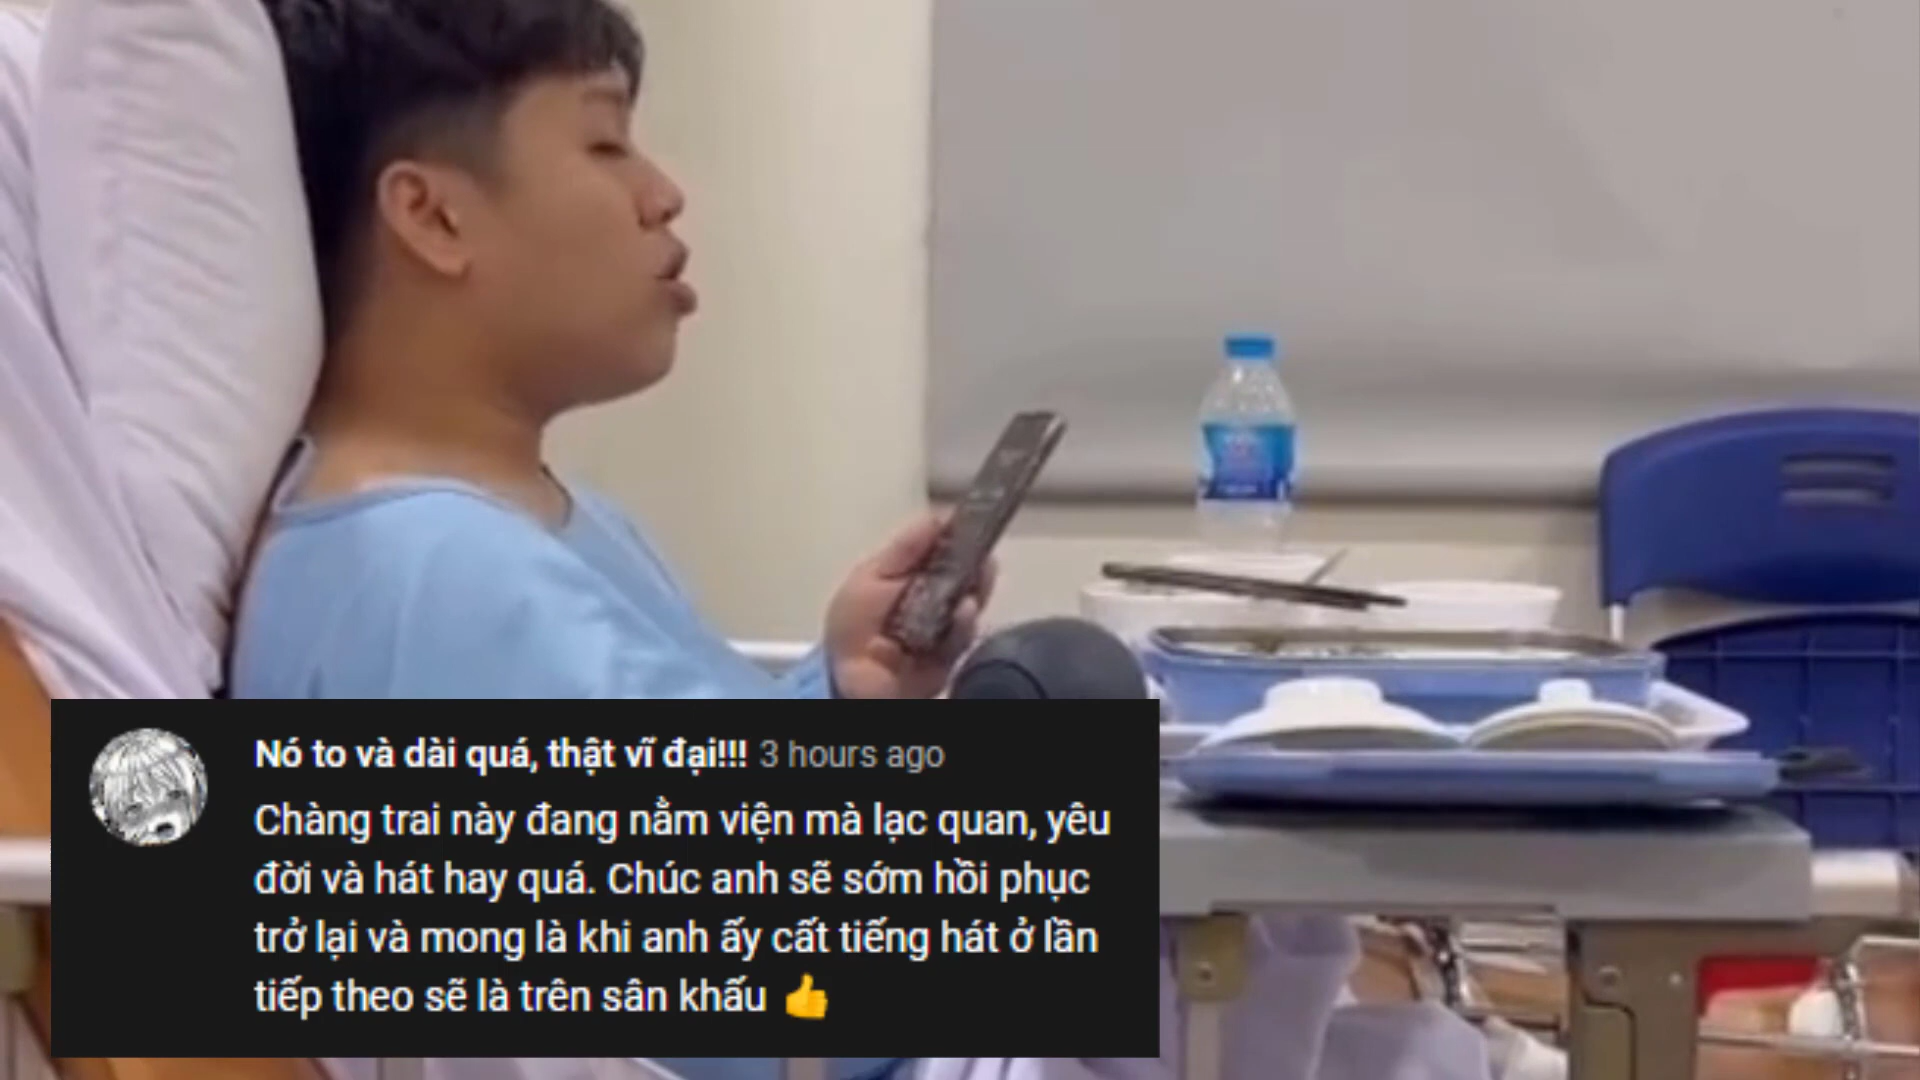 Nó to và dài quá, thật vĩ đại!!! 3 hours ago
Chàng trai này đang nằm viện mà lạc quan, yêu
đời và hát hay quá. Chúc anh sẽ sớm hồi phục
trở lại và mong là khi anh ấy cất tiếng hát ở lần
tiếp theo sẽ là trên sân khấu 👍